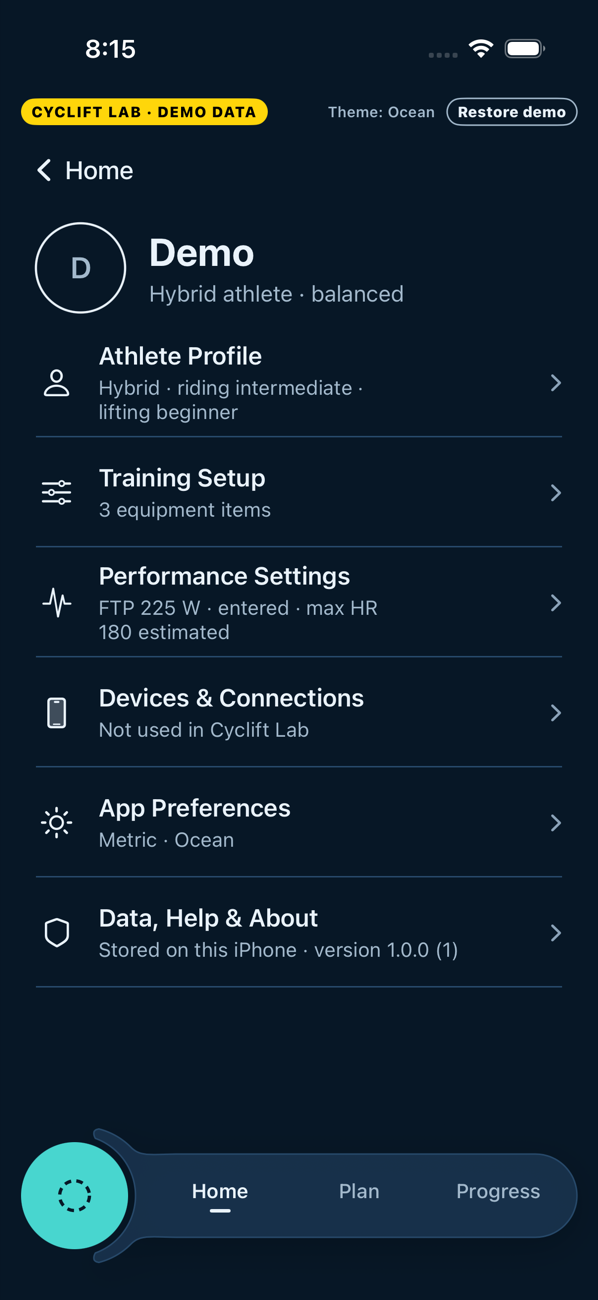 8:15
CYCLIFT LAB · DEMO DATA
Theme: Ocean
Restore demo
Home
D
Demo
Hybrid athlete · balanced
Athlete Profile
Hybrid · riding intermediate ·
lifting beginner
Training Setup
3 equipment items
Performance Settings
FTP 225 W · entered · max HR
180 estimated
Devices & Connections
Not used in Cyclift Lab
App Preferences
Metric · Ocean
Data, Help & About
Stored on this iPhone · version 1.0.0 (1)
Home
Plan
Progress